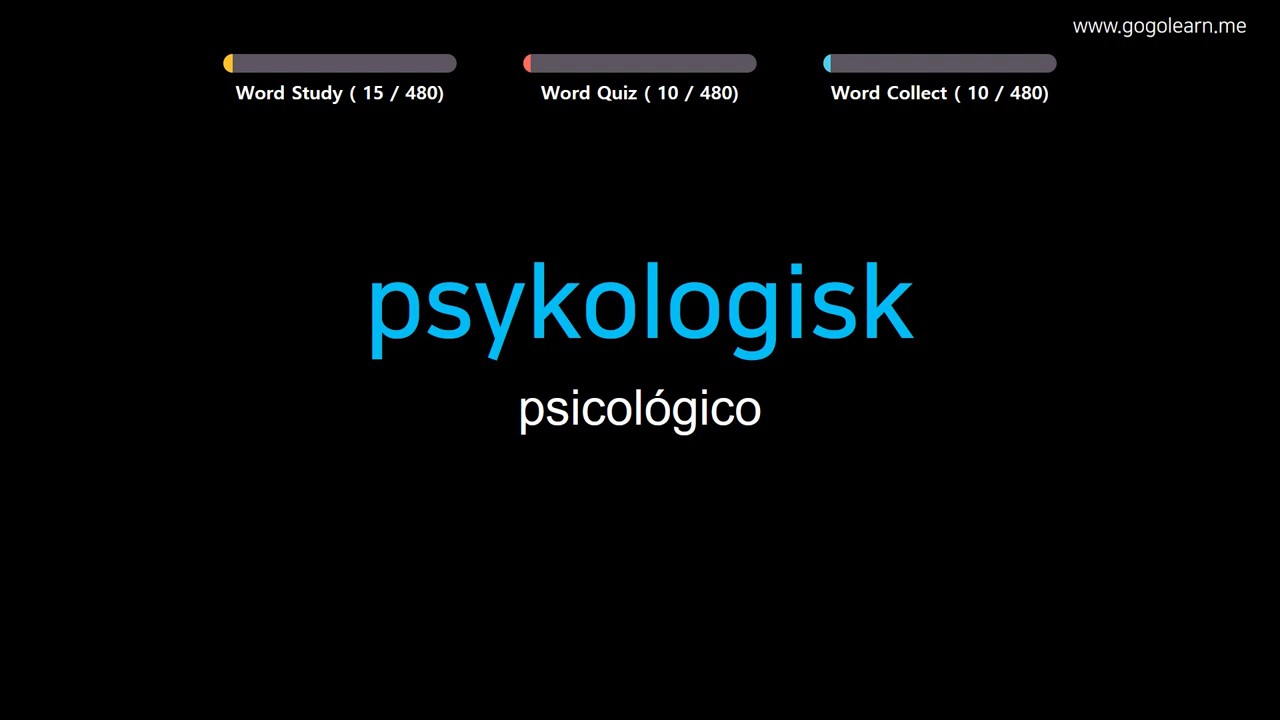 www.gogolearn.me
Word Study ( 15 / 480)
Word Quiz ( 10 / 480)
Word Collect ( 10 / 480)
psykologisk
psicológico